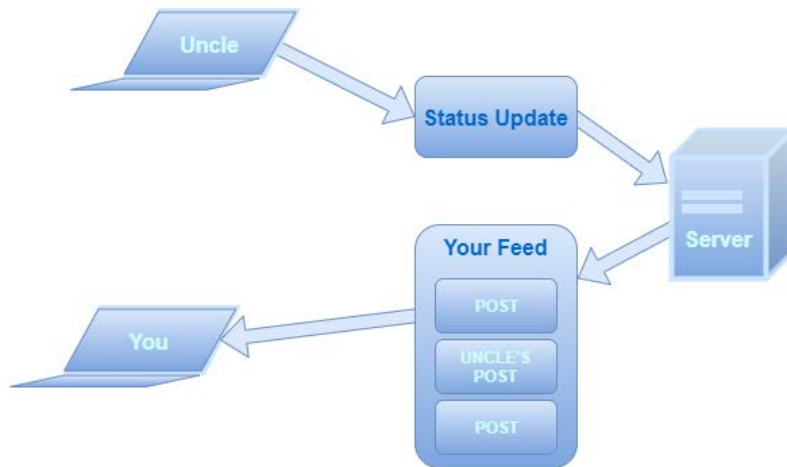 Uncle
Status Update
Server
Your Feed
POST
UNCLE'S
POST
POST
You